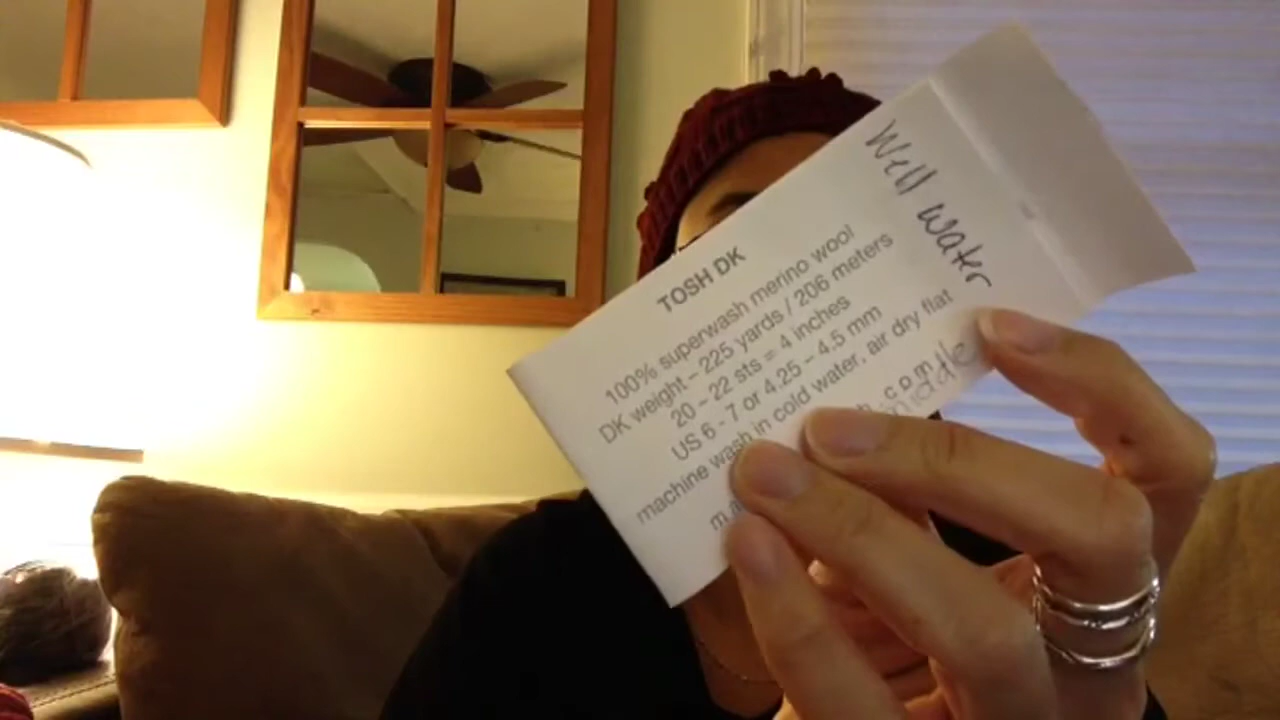 Well water
TOSH DK
100% superwash merino wool
DK weight – 225 yards / 206 meters
20 – 22 sts = 4 inches
US 6 - 7 or 4.25 – 4.5 mm
machine wash in cold water, air dry flat